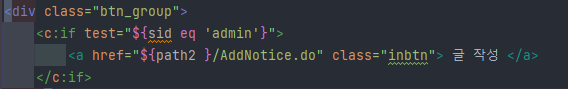 <div class="btn_group">
<c:if test="${sid eq 'admin'}">
<a href="${path2 }/AddNotice.do" class="inbtn"> 글 작성 </a>
</c:if>